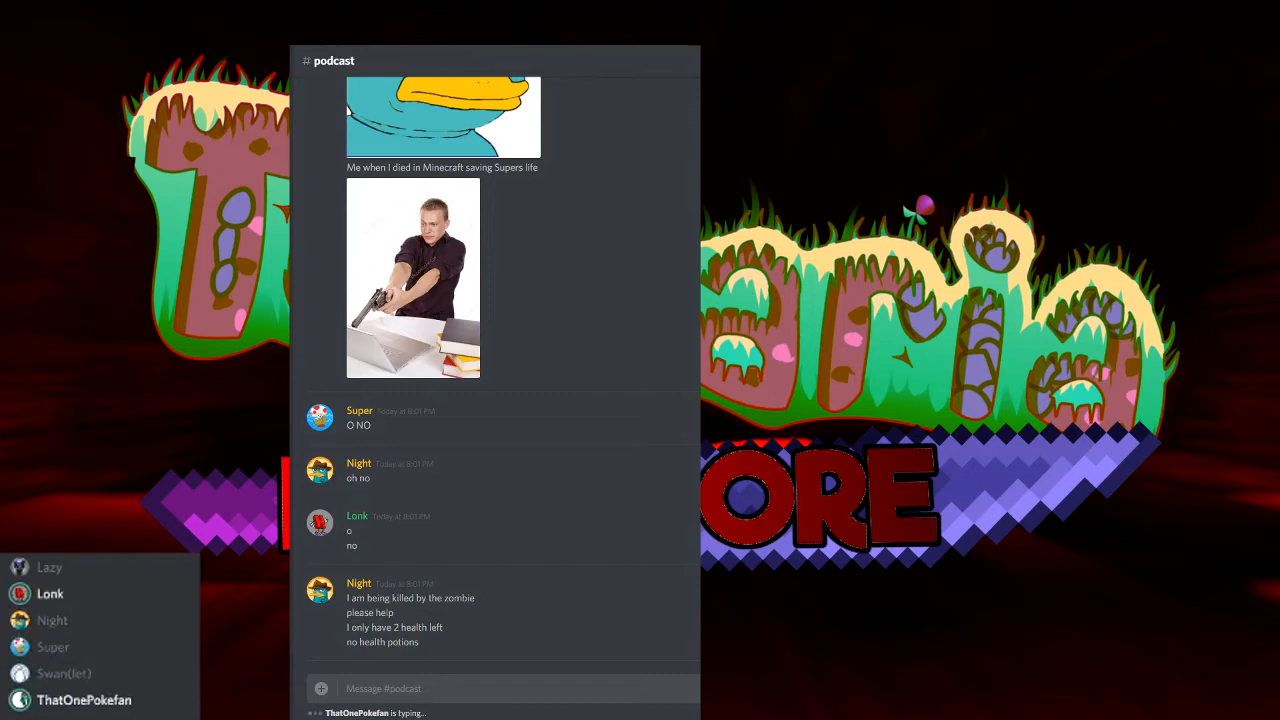 # podcast
Me when I died in Minecraft saving Supers life
Super Today at 8:01 PM
O NO
Night Today at 8:01 PM
oh no
Lonk Today at 8:01 PM
o
no
Night Today at 8:01 PM
I am being killed by the zombie
please help
I only have 2 health left
no health potions
Message #podcast
ThatOnePokefan is typing...
Lazy
Lonk
Night
Super
Swan(let)
ThatOnePokefan
T aria
ORE